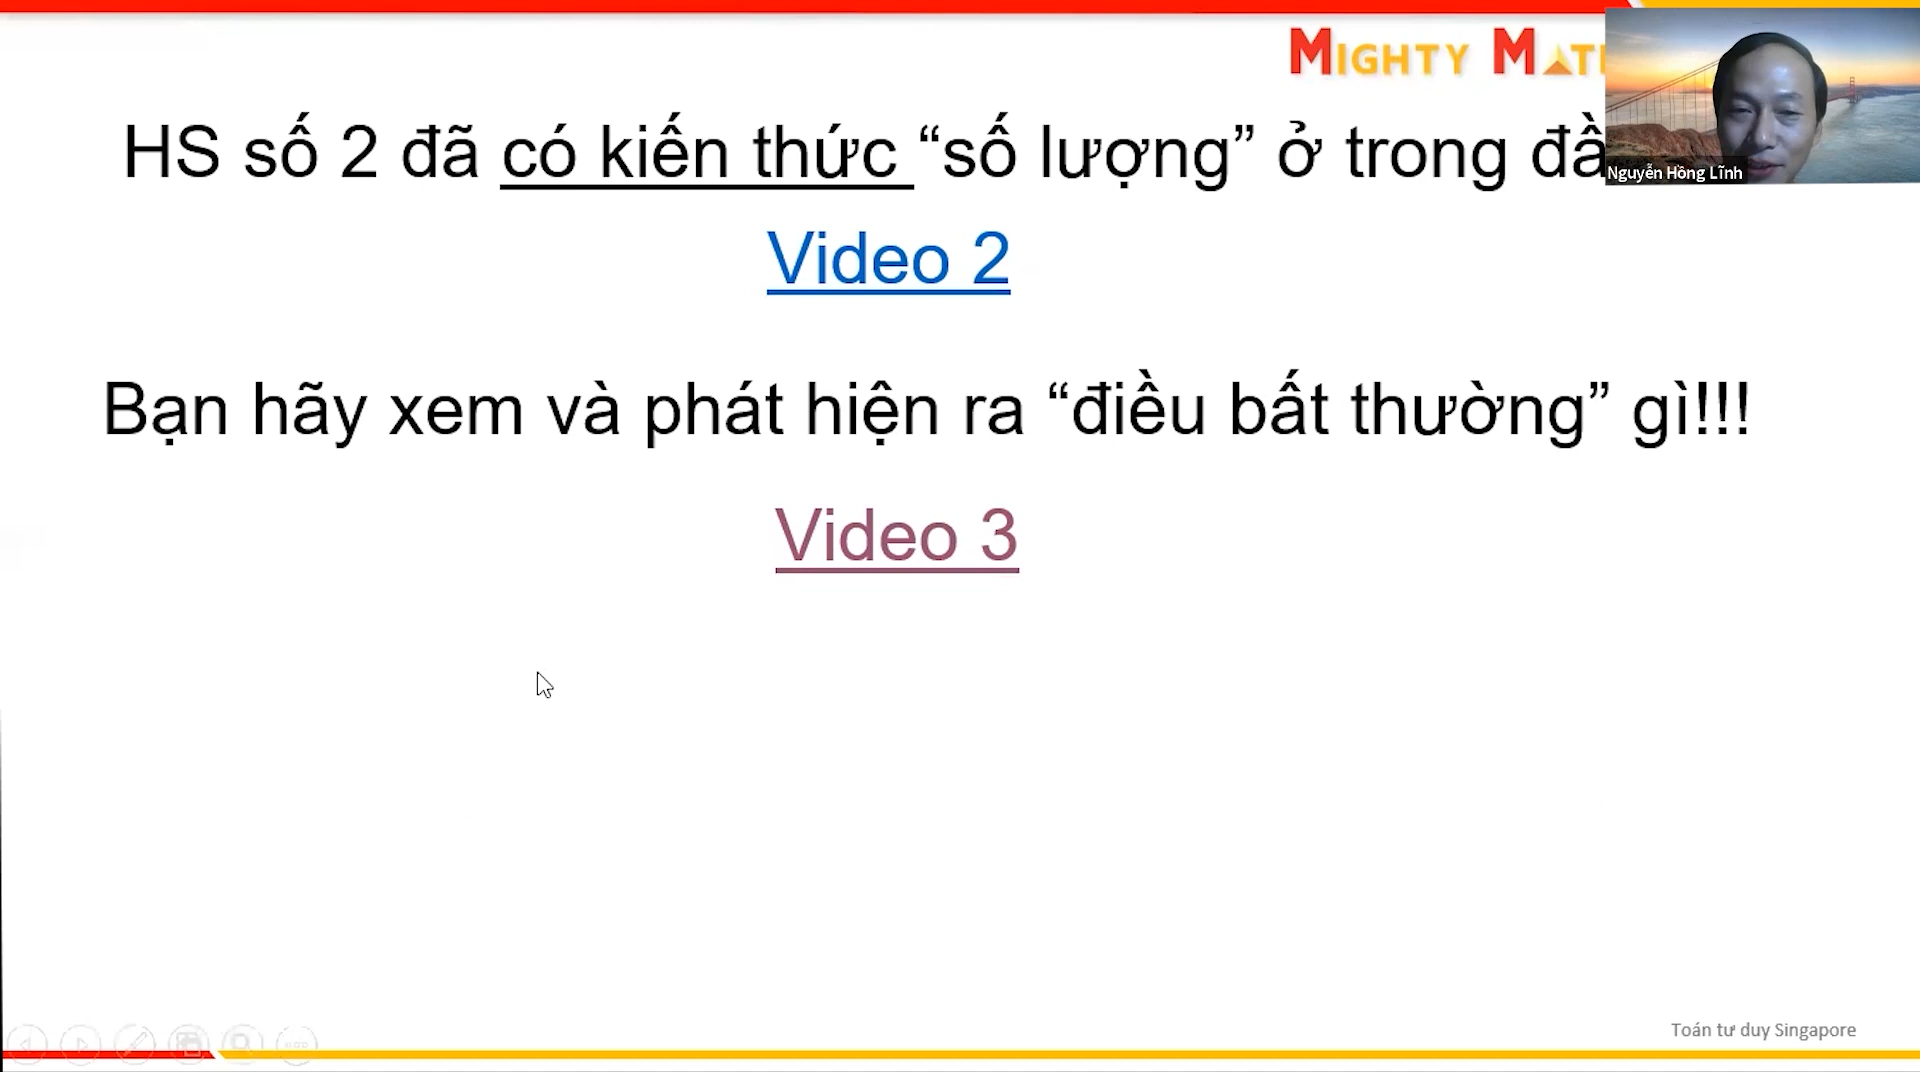 MIGHTY MAT
HS số 2 đã có kiến thức “số lượng” ở trong
Nguyễn Hồng Lĩnh
Video 2
Bạn hãy xem và phát hiện ra “điều bất thường” gì!!!
Video 3
Toán tư duy Singapore